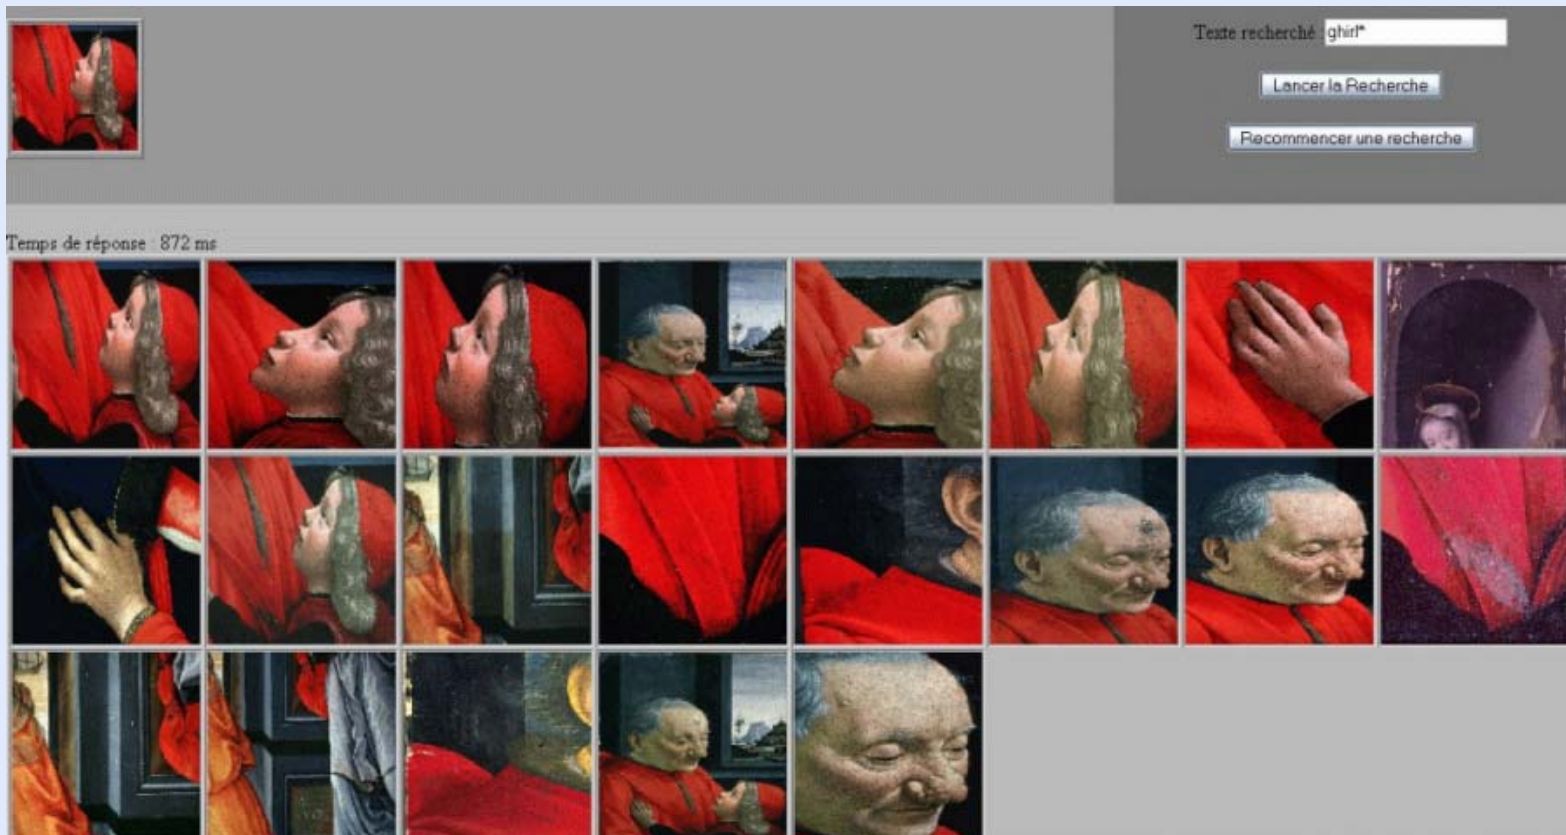 Texte recherché : ghirl*
Lancer la Recherche
Recommencer une recherche
Temps de réponse : 872 ms